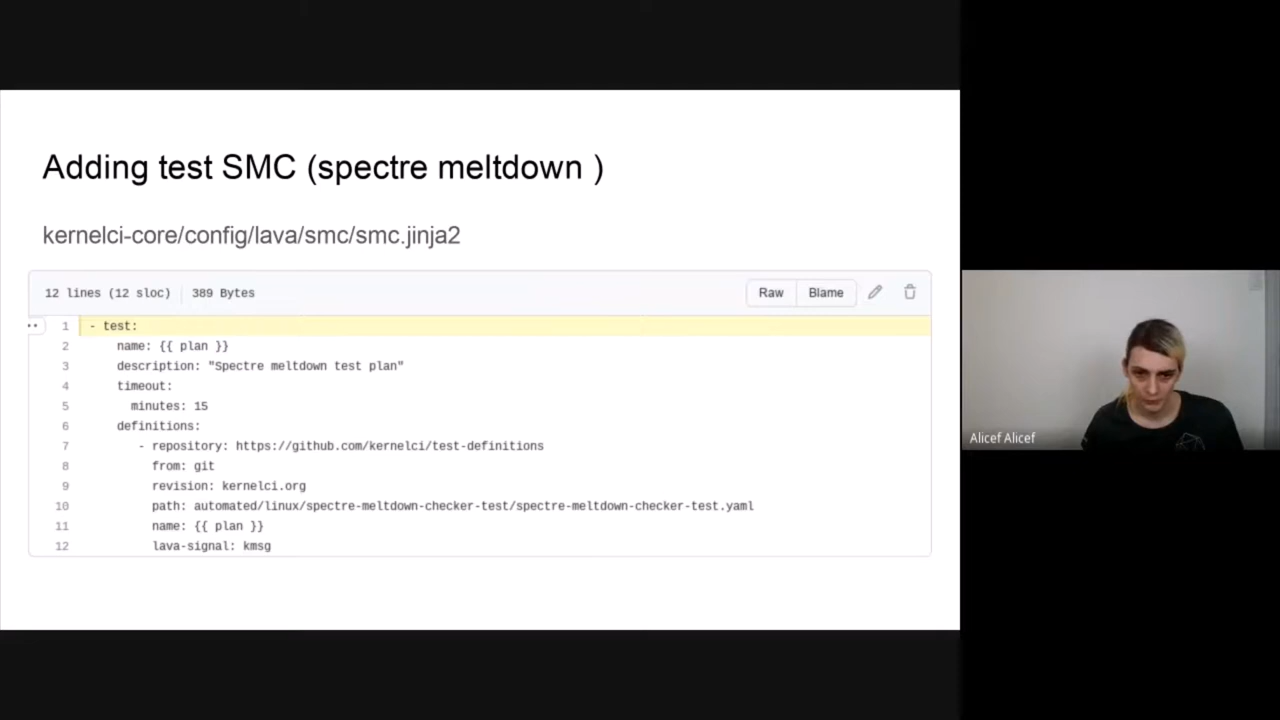 Adding test SMC (spectre meltdown )
kernelci-core/config/lava/smc/smc.jinja2
12 lines (12 sloc) 389 Bytes Raw Blame
1 - test:
2 name: {{ plan }}
3 description: "Spectre meltdown test plan"
4 timeout:
5 minutes: 15
6 definitions:
7 - repository: https://github.com/kernelci/test-definitions
8 from: git
9 revision: kernelci.org
10 path: automated/linux/spectre-meltdown-checker-test/spectre-meltdown-checker-test.yaml
11 name: {{ plan }}
12 lava-signal: kmsg
Alicef Alicef